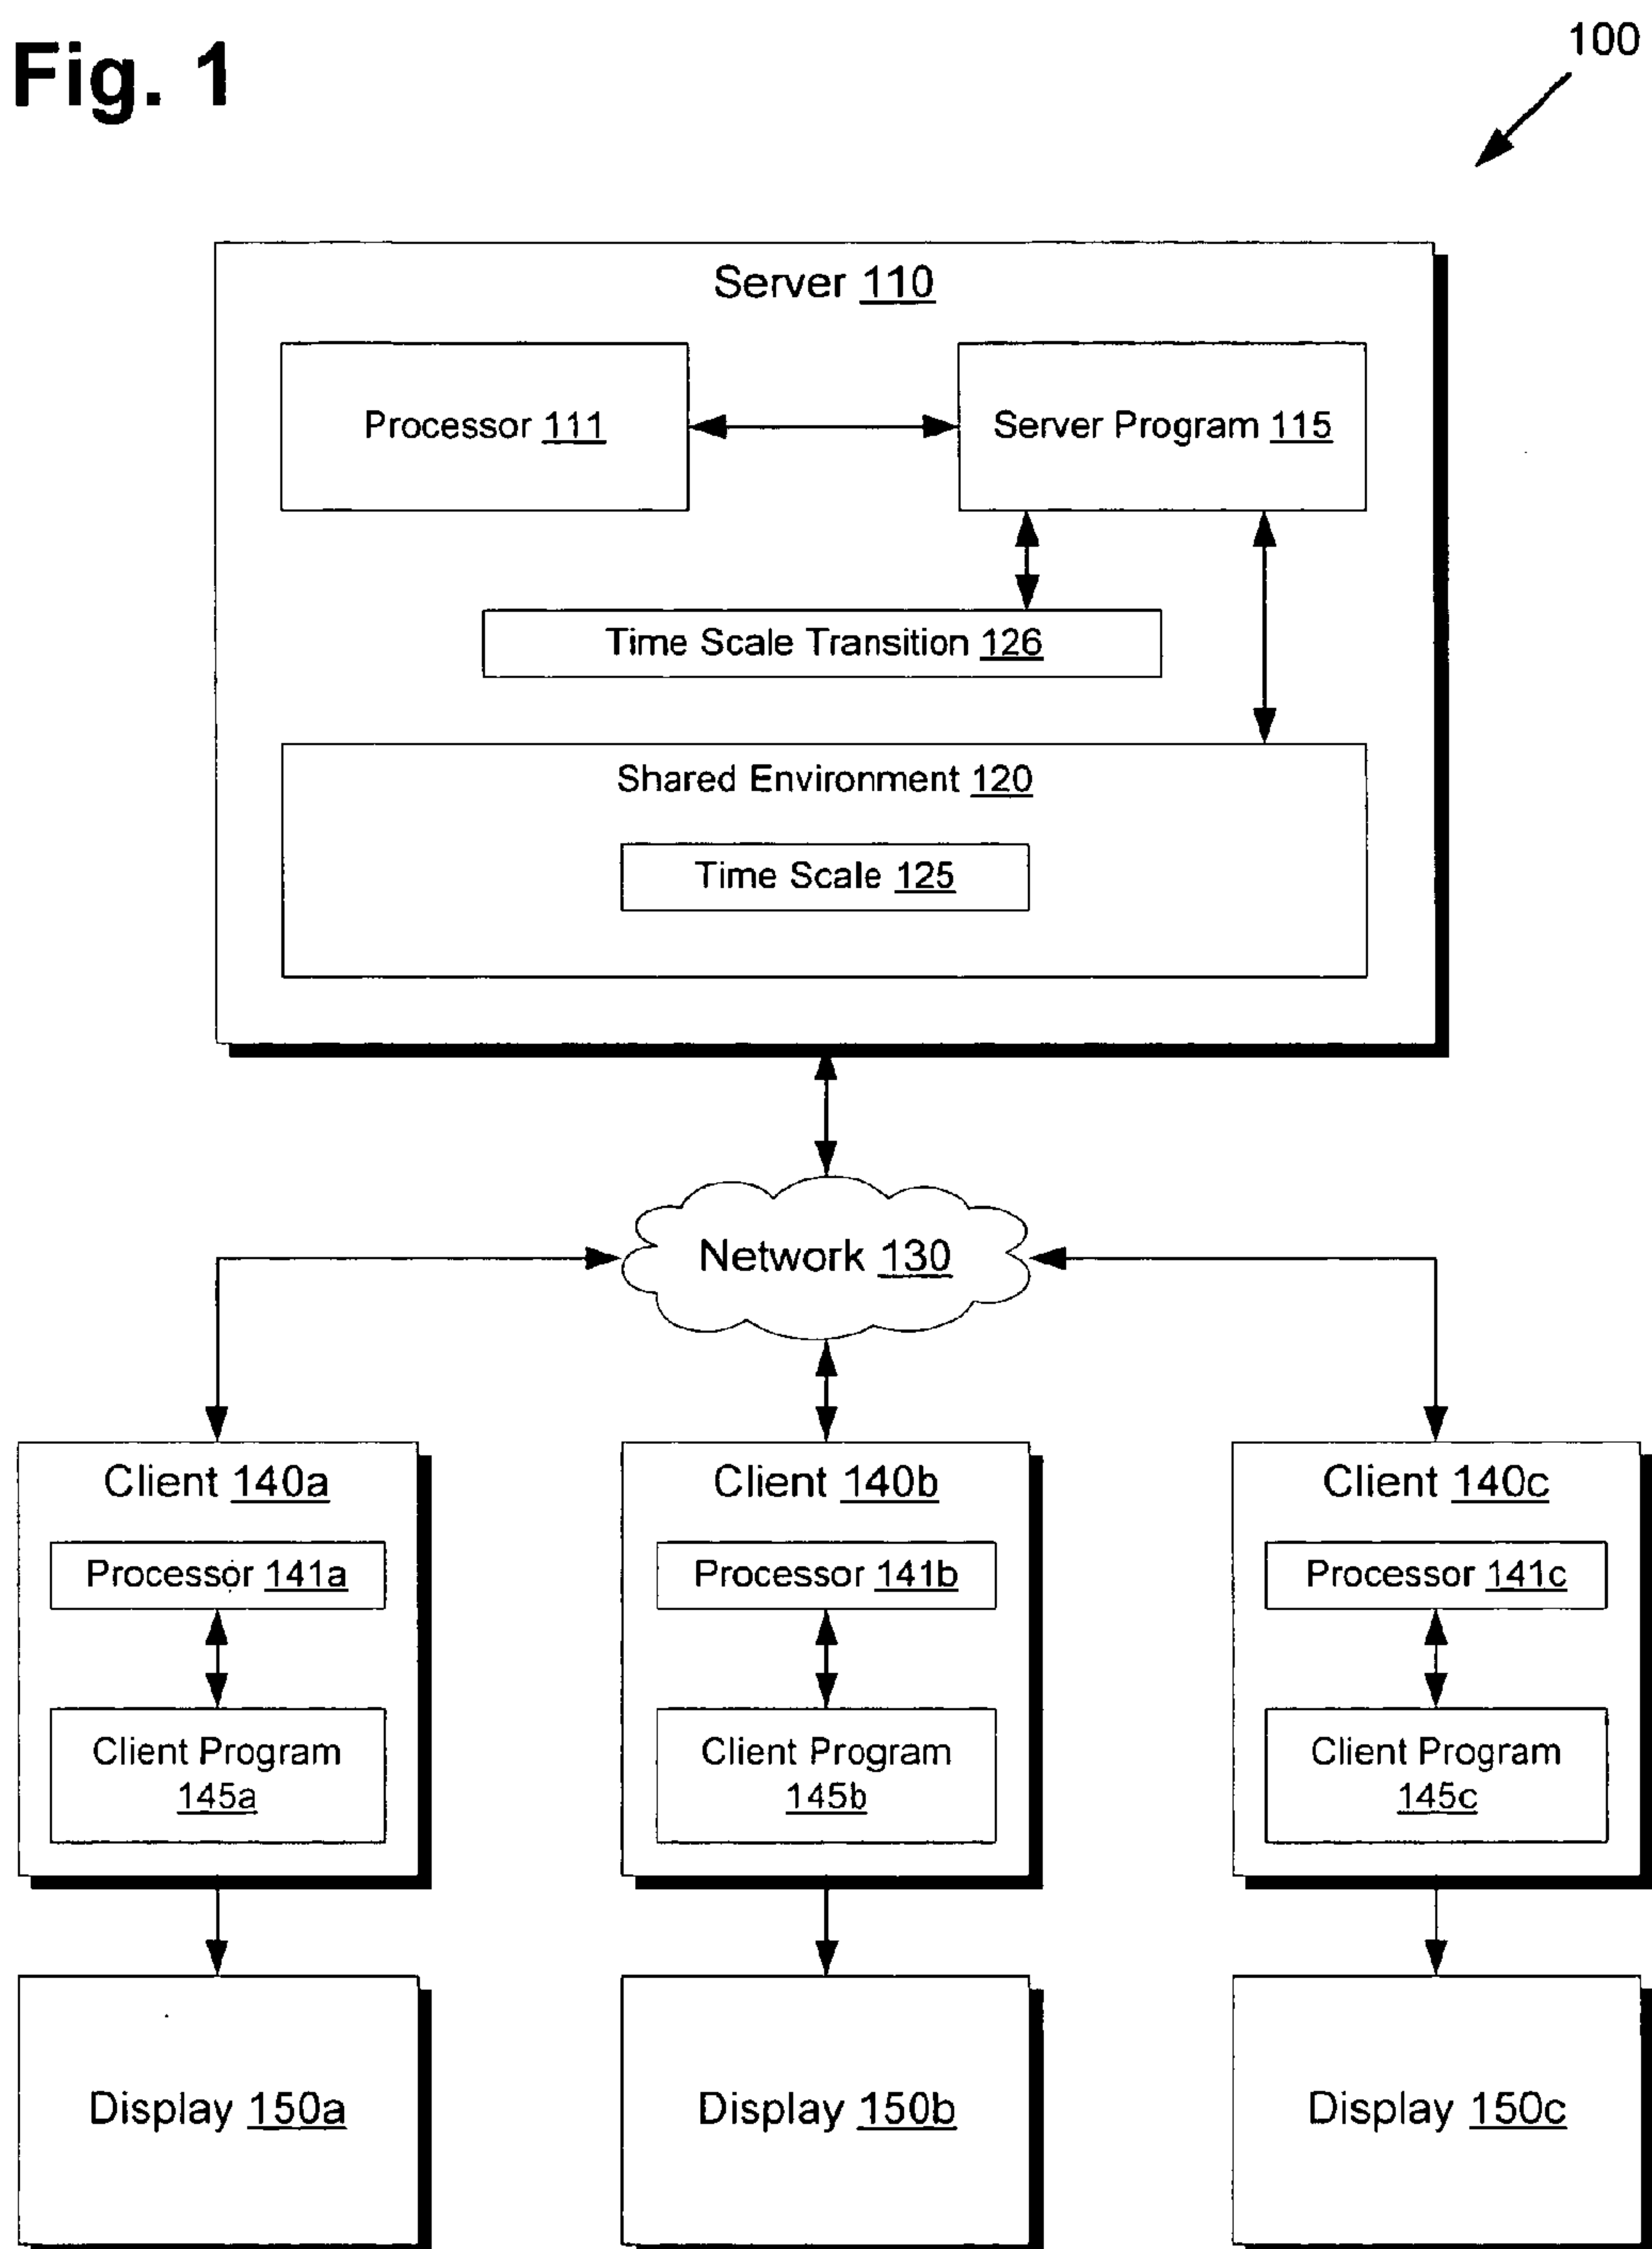 Fig. 1
100
Server 110
Processor 111
Server Program 115
Time Scale Transition 126
Shared Environment 120
Time Scale 125
Network 130
Client 140a
Client 140b
Client 140c
Processor 141a
Processor 141b
Processor 141c
Client Program
145a
Client Program
145b
Client Program
145c
Display 150a
Display 150b
Display 150c